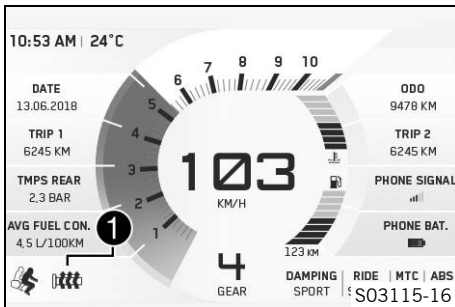 10:53 AM | 24°C
DATE
13.06.2018
TRIP 1
6245 KM
TMPS REAR
2,3 BAR
AVG FUEL CON.
4,5 L/100KM
1
1
2
3
4
5
6
7
8
9
10
103
KM/H
4
GEAR
ODO
9478 KM
TRIP 2
6245 KM
PHONE SIGNAL
PHONE BAT.
123 KM
DAMPING | RIDE | MTC | ABS
SPORT
S03115-16